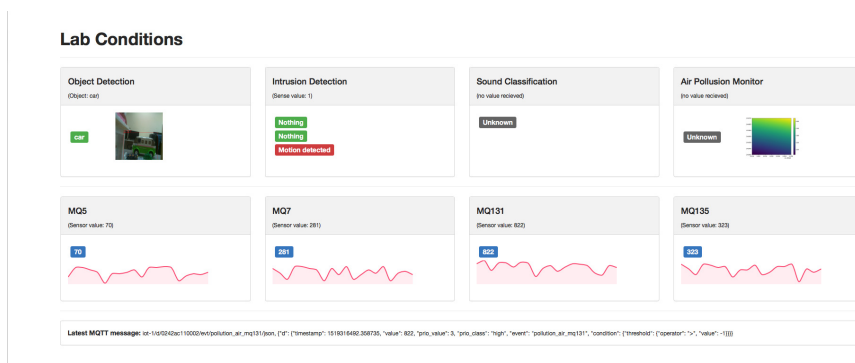 Lab Conditions
Object Detection
(Object: car)
car
Intrusion Detection
(Sense value: 1)
Nothing
Nothing
Motion detected
Sound Classification
(no value recieved)
Unknown
Air Pollusion Monitor
(no value recieved)
Unknown
MQ5
(Sensor value: 70)
70
MQ7
(Sensor value: 281)
281
MQ131
(Sensor value: 822)
822
MQ135
(Sensor value: 323)
323
Latest MQTT message: iot-1/d/0242ac110002/evt/pollution_air_mq131/json, {"d": {"timestamp": 1519316492.358735, "value": 822, "prio_value": 3, "prio_class": "high", "event": "pollution_air_mq131", "condition": {"threshold": {"operator": ">", "value": -1}}}}